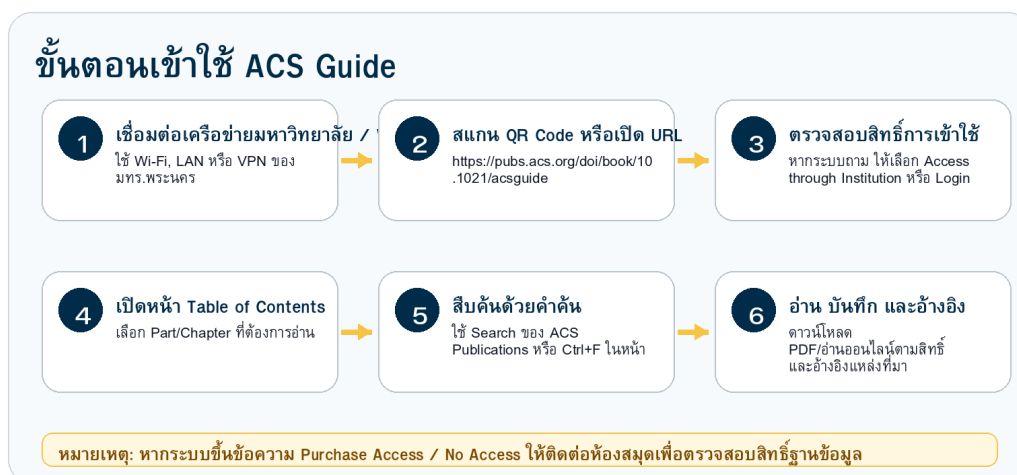 ขั้นตอนเข้าใช้ ACS Guide
1
เชื่อมต่อเครือข่ายมหาวิทยาลัย /
ใช้ Wi-Fi, LAN หรือ VPN ของ
มทร.พระนคร
2
สแกน QR Code หรือเปิด URL
https://pubs.acs.org/doi/book/10
.1021/acsguide
3
ตรวจสอบสิทธิ์การเข้าใช้
หากระบบถาม ให้เลือก Access
through Institution หรือ Login
4
เปิดหน้า Table of Contents
เลือก Part/Chapter ที่ต้องการอ่าน
5
สืบค้นด้วยคำค้น
ใช้ Search ของ ACS
Publications หรือ Ctrl+F ในหน้า
6
อ่าน บันทึก และอ้างอิง
ดาวน์โหลด
PDF/อ่านออนไลน์ตามสิทธิ์
และอ้างอิงแหล่งที่มา
หมายเหตุ: หากระบบขึ้นข้อความ Purchase Access / No Access ให้ติดต่อห้องสมุดเพื่อตรวจสอบสิทธิ์ฐานข้อมูล